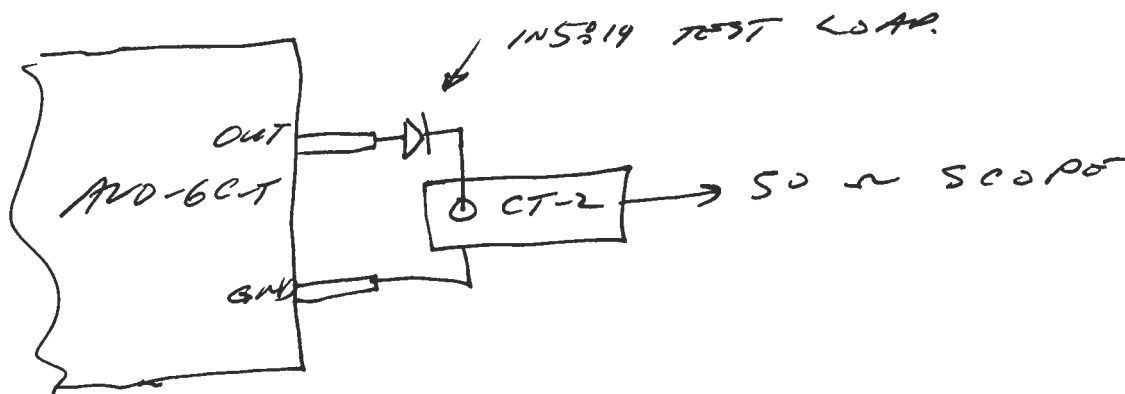 1N5819 TEST LOAD.
OUT
AVO-6C-T
CT-2 → 50 Ω SCOPE
GND